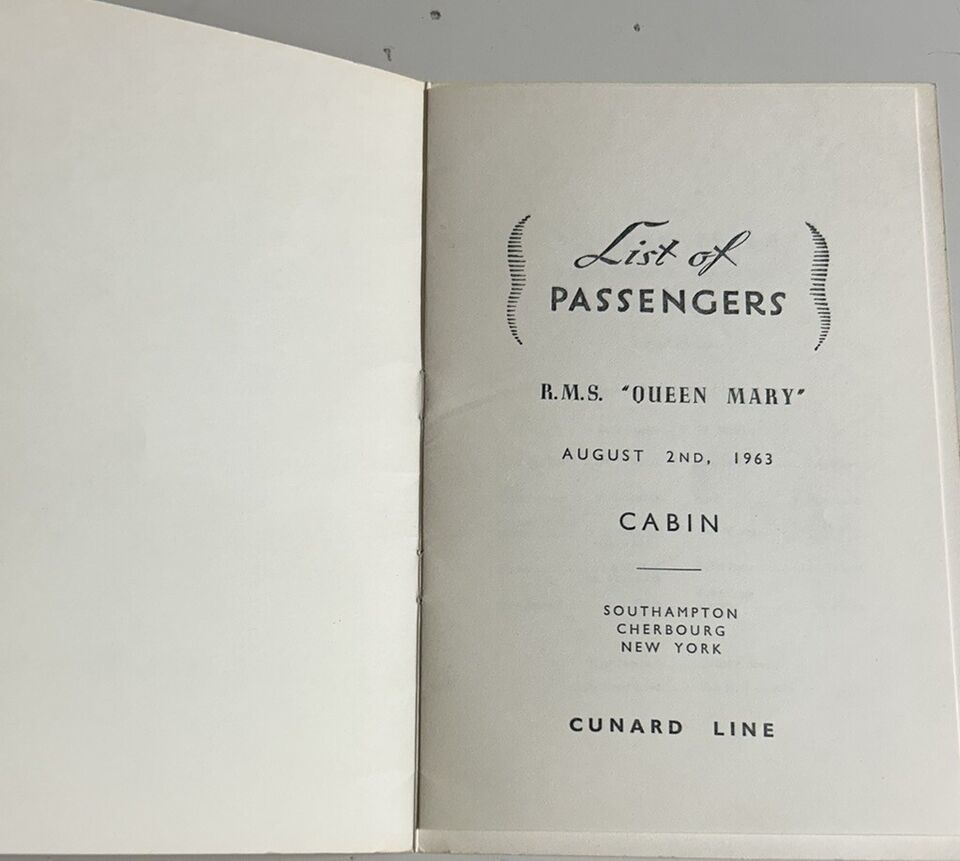 List of
PASSENGERS
R.M.S. "QUEEN MARY"
AUGUST 2ND, 1963
CABIN
SOUTHAMPTON
CHERBOURG
NEW YORK
CUNARD LINE